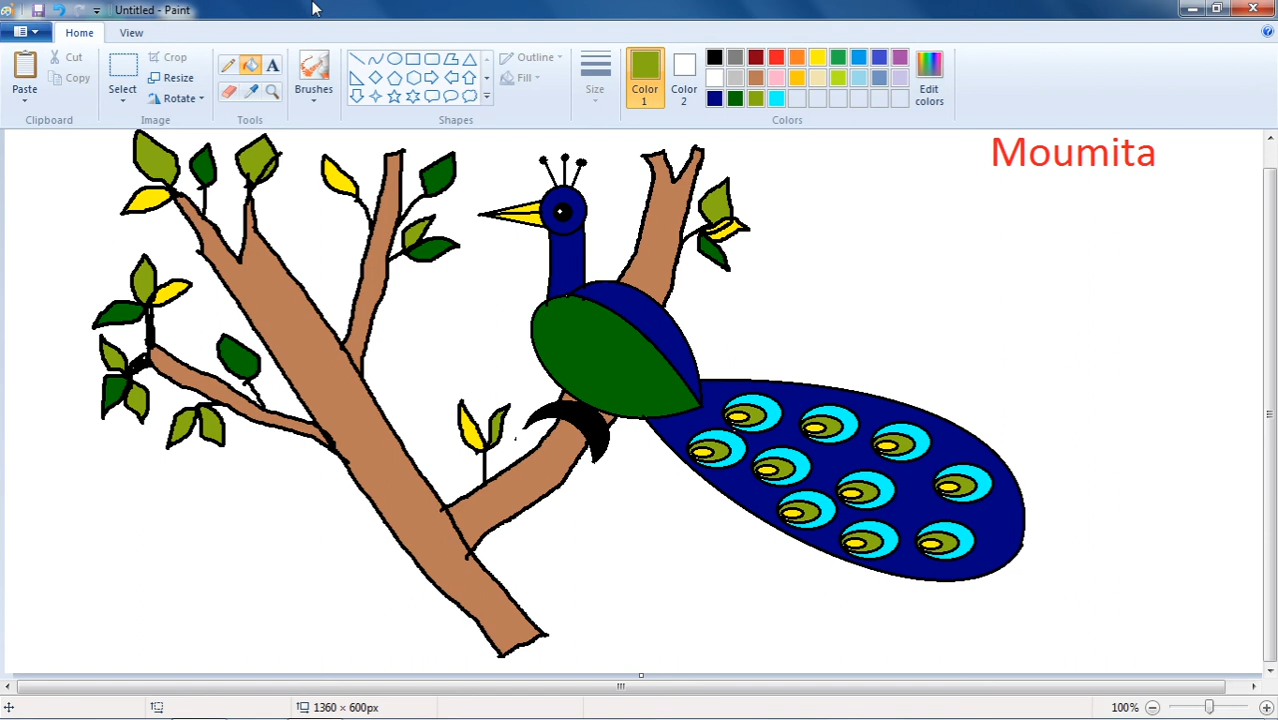 Untitled - Paint
Home View
Paste
Cut
Copy
Clipboard
Select
Crop
Resize
Rotate
Image
A
Tools
Brushes
Shapes
Outline
Fill
Size
Color 1
Color 2
Edit colors
Colors
Moumita
1360 × 600px
100%